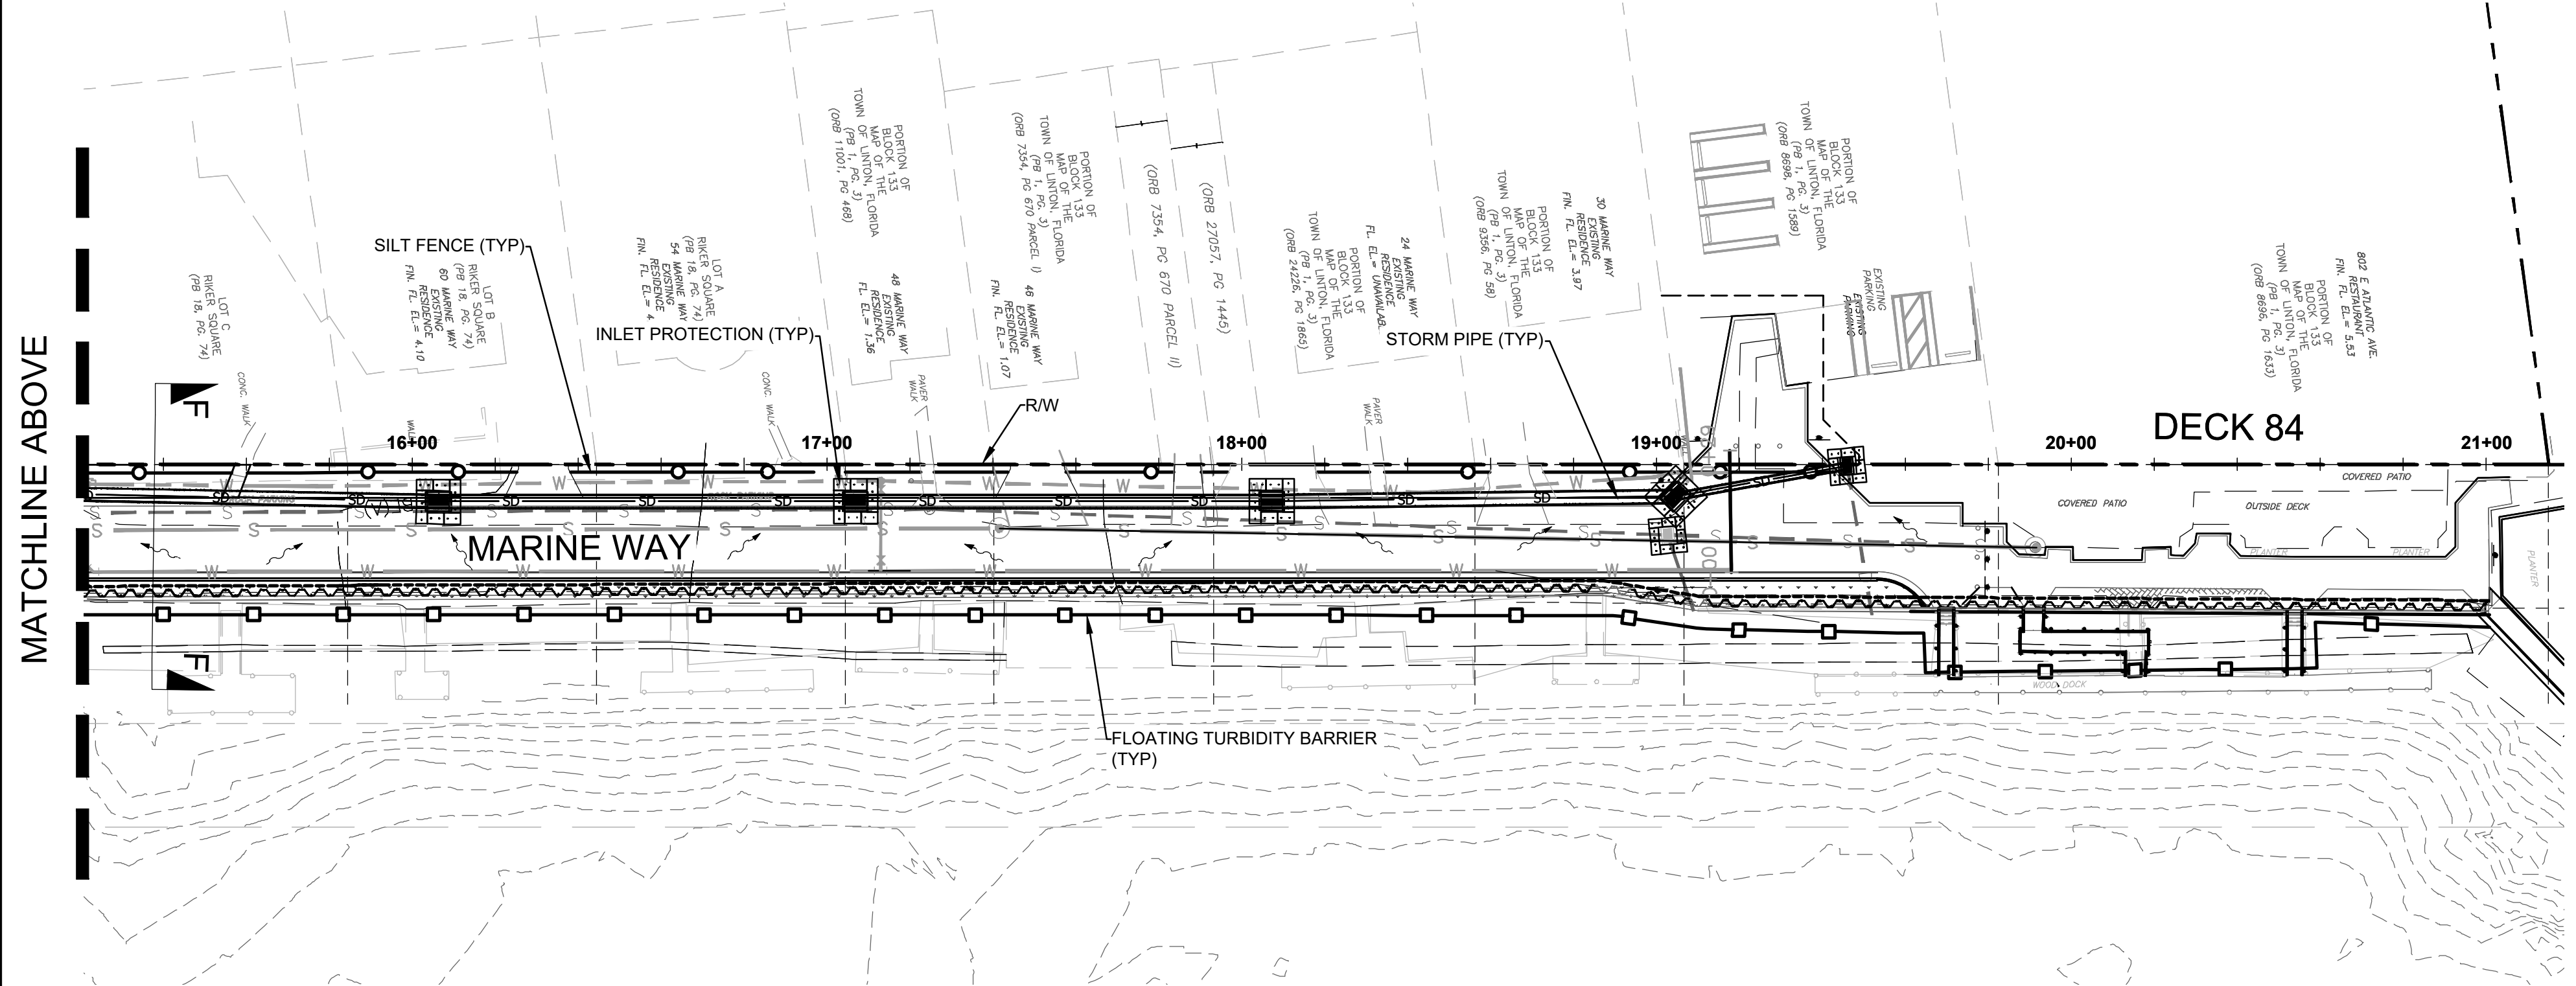 MATCHLINE ABOVE
SILT FENCE (TYP)
INLET PROTECTION (TYP)
R/W
STORM PIPE (TYP)
FLOATING TURBIDITY BARRIER
(TYP)
MARINE WAY
DECK 84
16+00
17+00
18+00
19+00
20+00
21+00
F
F
LOT C
RIKER SQUARE
(PB 18, PG. 74)
CONC. WALK
LOT B
RIKER SQUARE
(PB 18, PG. 74)
60 MARINE WAY
EXISTING
RESIDENCE
FIN. FL. EL.= 4.10
WALK
LOT A
RIKER SQUARE
(PB 18, PG. 74)
54 MARINE WAY
EXISTING
RESIDENCE
FIN. FL. EL.= 4
CONC. WALK
PORTION OF
BLOCK 133
MAP OF THE
TOWN OF LINTON, FLORIDA
(PB 1, PG. 3)
(ORB 11001, PG 468)
48 MARINE WAY
EXISTING
RESIDENCE
FL. EL.= 1.36
PAVER
WALK
PORTION OF
BLOCK 133
MAP OF THE
TOWN OF LINTON, FLORIDA
(PB 1, PG. 3)
(ORB 7354, PG 670 PARCEL I)
46 MARINE WAY
EXISTING
RESIDENCE
FIN. FL. EL.= 1.07
(ORB 7354, PG 670 PARCEL II)
(ORB 27057, PG 1445)
24 MARINE WAY
EXISTING
RESIDENCE
FL. EL.= UNAVAILAB.
PORTION OF
BLOCK 133
MAP OF THE
TOWN OF LINTON, FLORIDA
(PB 1, PG. 3)
(ORB 24226, PG 1865)
PAVER
WALK
30 MARINE WAY
EXISTING
RESIDENCE
FIN. FL. EL.= 3.97
PORTION OF
BLOCK 133
MAP OF THE
TOWN OF LINTON, FLORIDA
(PB 1, PG. 3)
(ORB 9356, PG 58)
PORTION OF
BLOCK 133
MAP OF THE
TOWN OF LINTON, FLORIDA
(PB 1, PG. 3)
(ORB 8698, PG 1589)
EXISTING
PARKING
EXISTING
PARKING
802 E ATLANTIC AVE.
RESTAURANT
FIN. FL. EL.= 5.53
PORTION OF
BLOCK 133
MAP OF THE
TOWN OF LINTON, FLORIDA
(PB 1, PG. 3)
(ORB 8696, PG 1633)
COVERED PATIO
COVERED PATIO
OUTSIDE DECK
PLANTER
PLANTER
PLANTER
WOOD DOCK
SD
SD
SD
SD
SD
SD
SD
SD
SD
SD
W
W
W
W
W
W
W
W
W
W
W
W
S
S
S
S
S
S
S
S